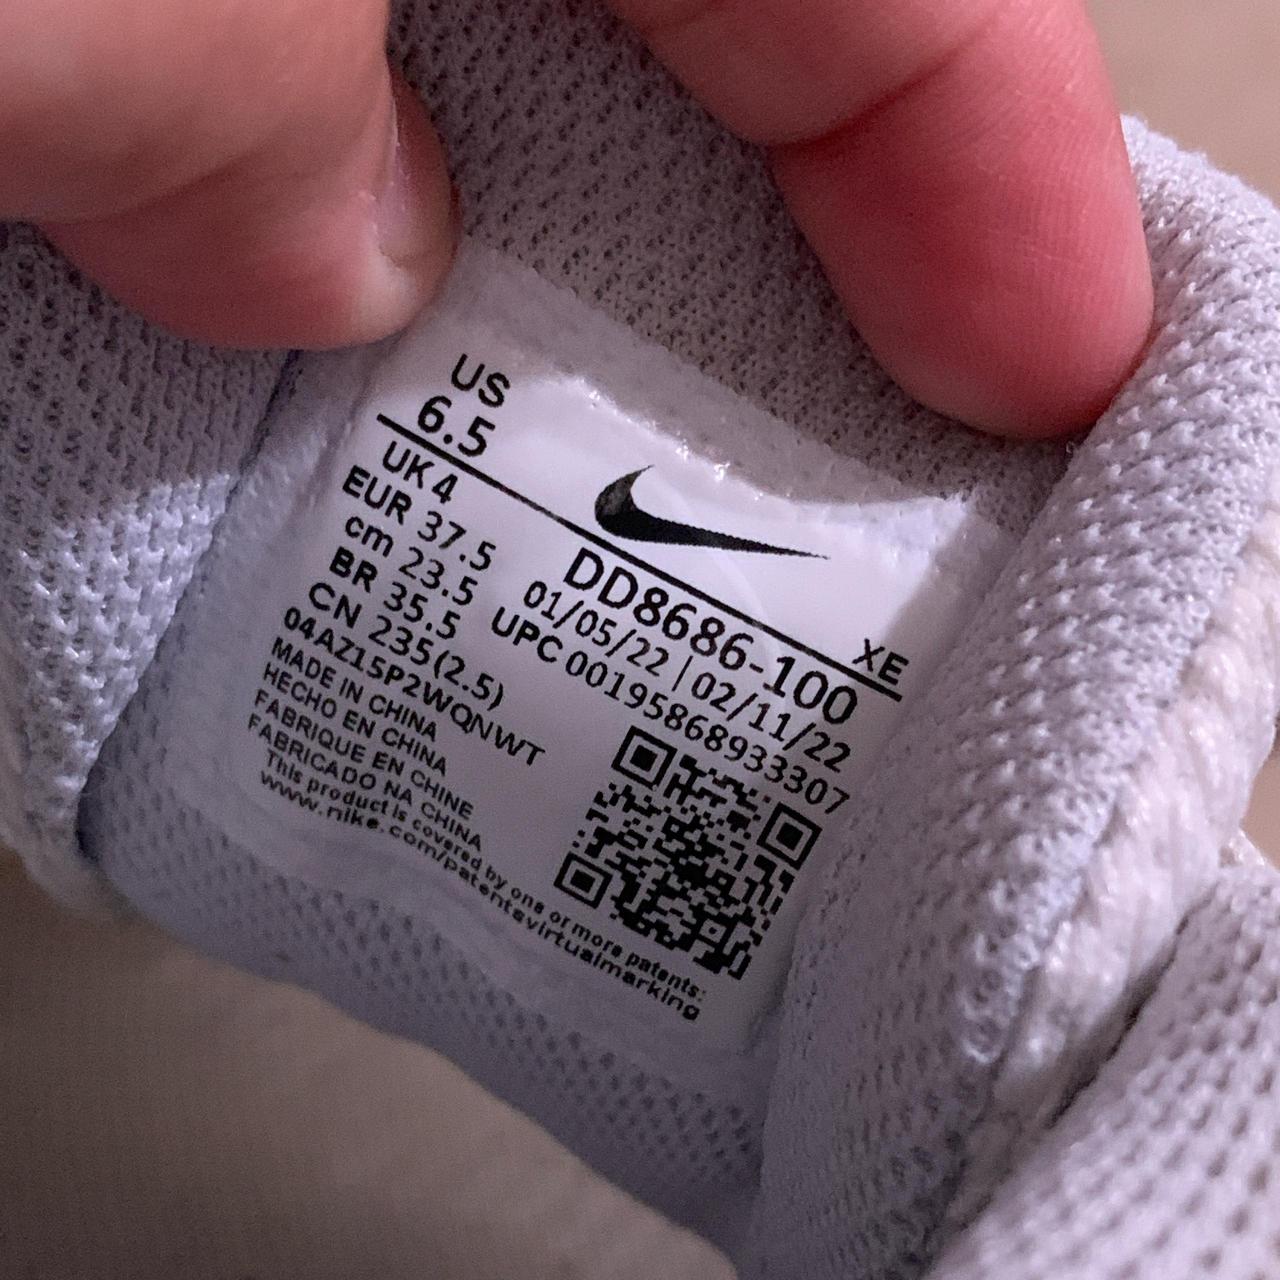 US
6.5
UK 4
EUR 37.5
cm 23.5
BR 35.5
CN 235(2.5)
04AZ15P2WQNWT
XE
DD8686-100
01/05/22 | 02/11/22
UPC 00195868933307
MADE IN CHINA
HECHO EN CHINA
FABRIQUE EN CHINE
FABRICADO NA CHINA
This product is covered by one or more patents:
www.nike.com/patentsvirtualmarking